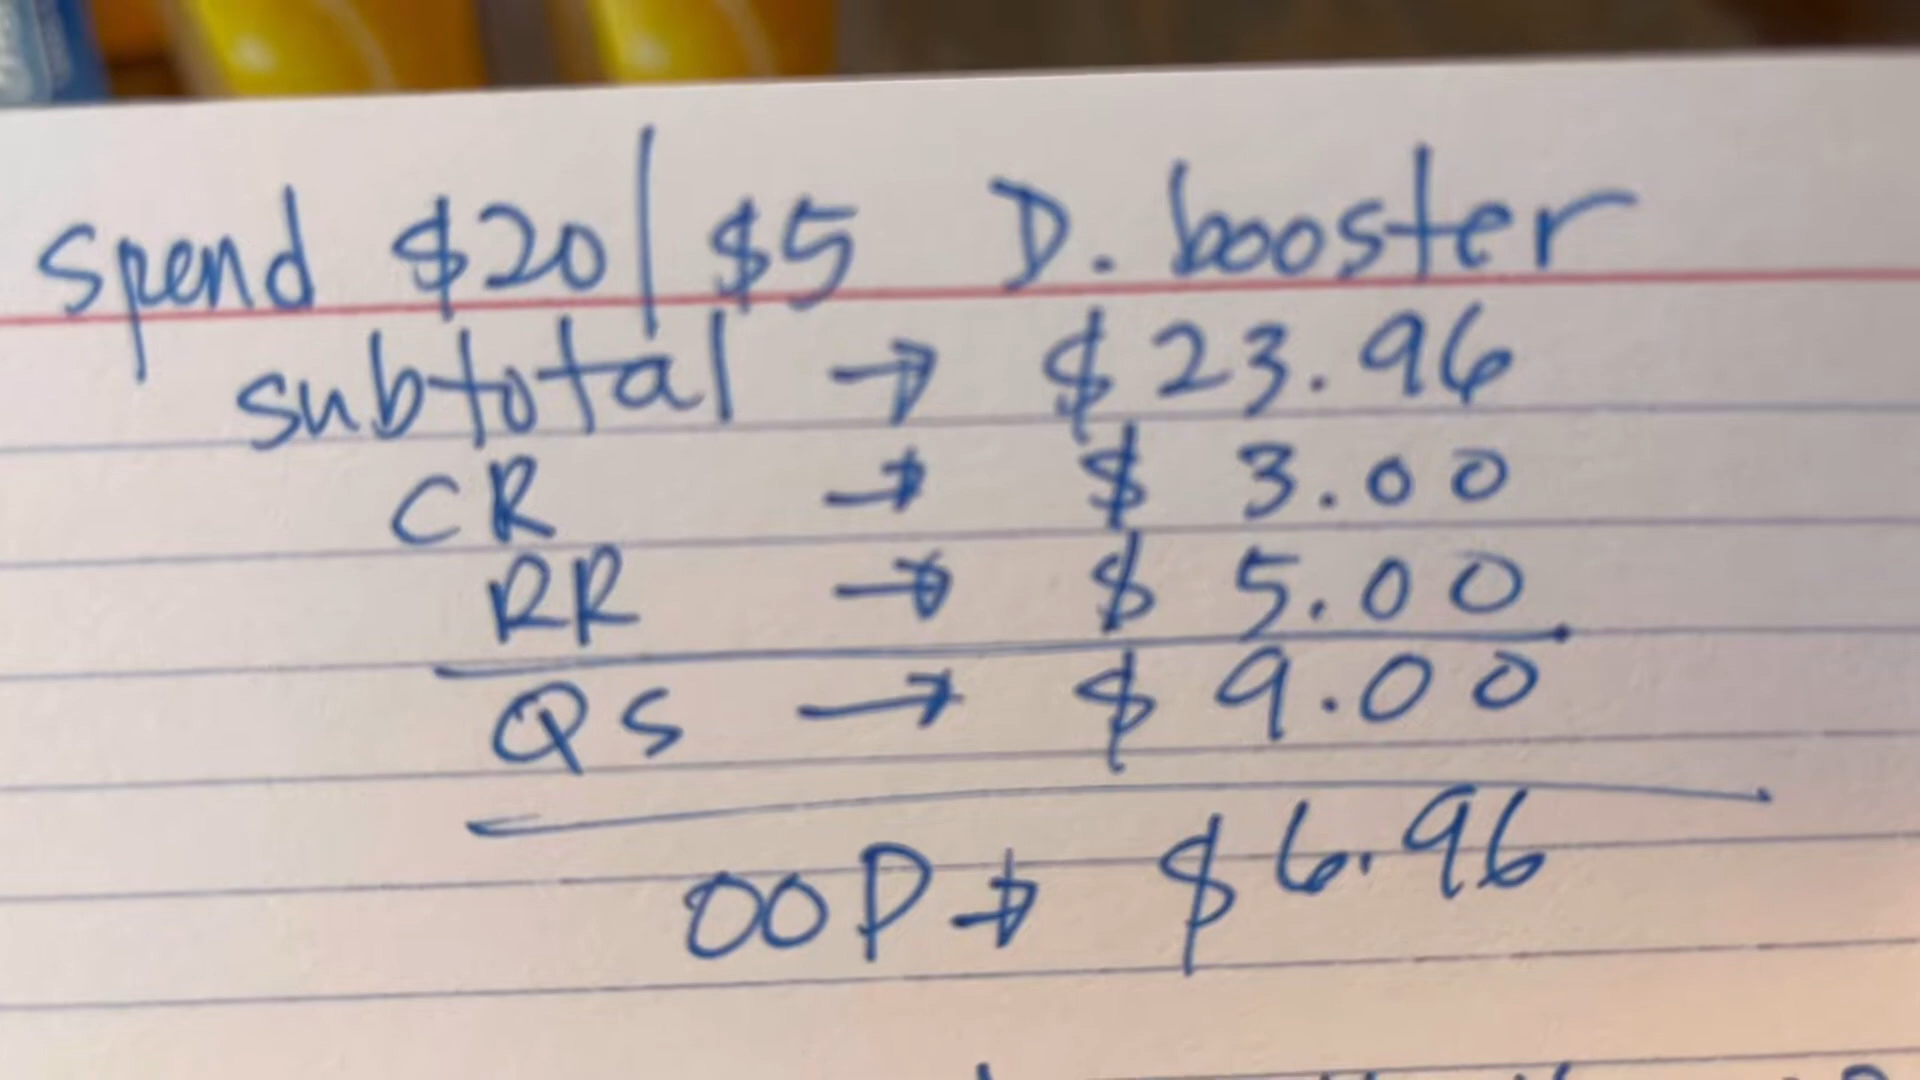 spend $20/$5 D. booster
subtotal → $23.96
CR → $ 3.00
RR → $ 5.00
QS → $ 9.00
OOP → $6.96